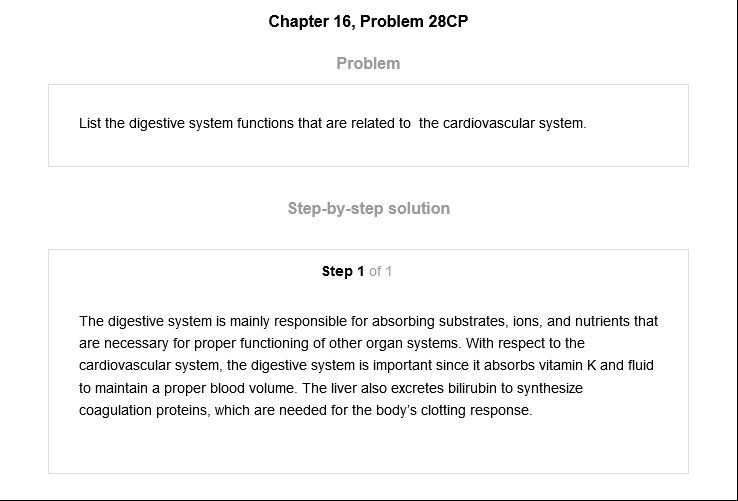 Chapter 16, Problem 28CP
Problem
List the digestive system functions that are related to  the cardiovascular system.
Step-by-step solution
Step 1 of 1
The digestive system is mainly responsible for absorbing substrates, ions, and nutrients that
are necessary for proper functioning of other organ systems. With respect to the
cardiovascular system, the digestive system is important since it absorbs vitamin K and fluid
to maintain a proper blood volume. The liver also excretes bilirubin to synthesize
coagulation proteins, which are needed for the body’s clotting response.